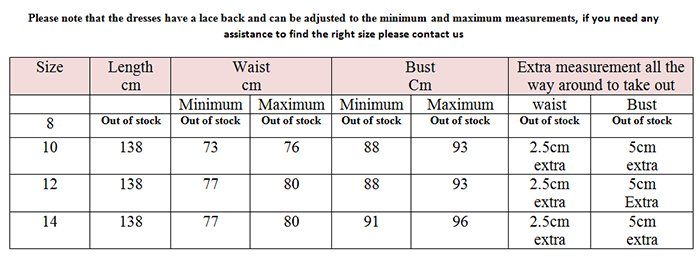 Please note that the dresses have a lace back and can be adjusted to the minimum and maximum measurements, if you need any
assistance to find the right size please contact us
Size Length Waist Bust Extra measurement all the
cm cm Cm way around to take out
Minimum Maximum Minimum Maximum waist Bust
8 Out of stock Out of stock Out of stock Out of stock Out of stock Out of stock Out of stock
10 138 73 76 88 93 2.5cm 5cm
extra extra
12 138 77 80 88 93 2.5cm 5cm
extra Extra
14 138 77 80 91 96 2.5cm 5cm
extra extra